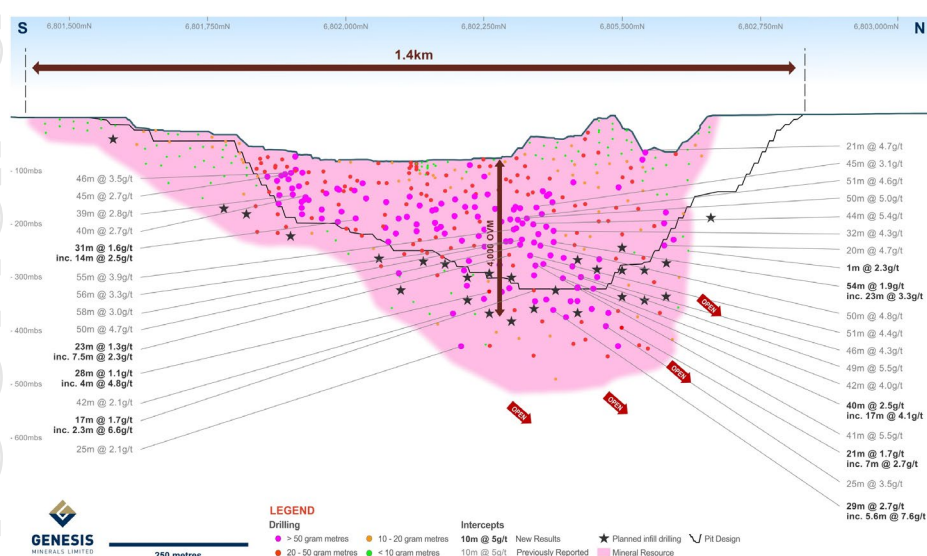 S 6,801,500mN 6,801,750mN 6,802,000mN 6,802,250mN 6,805,500mN 6,802,750mN 6,803,000mN N
1.4km
- 100mbs
- 200mbs
- 300mbs
- 400mbs
- 500mbs
- 600mbs
46m @ 3.5g/t
45m @ 2.7g/t
39m @ 2.8g/t
40m @ 2.7g/t
31m @ 1.6g/t
inc. 14m @ 2.5g/t
55m @ 3.9g/t
56m @ 3.3g/t
58m @ 3.0g/t
50m @ 4.7g/t
23m @ 1.3g/t
inc. 7.5m @ 2.3g/t
28m @ 1.1g/t
inc. 4m @ 4.8g/t
42m @ 2.1g/t
17m @ 1.7g/t
inc. 2.3m @ 6.6g/t
25m @ 2.1g/t
4,000 OVM
OPEN
OPEN
OPEN
OPEN
21m @ 4.7g/t
45m @ 3.1g/t
51m @ 4.6g/t
50m @ 5.0g/t
44m @ 5.4g/t
32m @ 4.3g/t
20m @ 4.7g/t
1m @ 2.3g/t
54m @ 1.9g/t
inc. 23m @ 3.3g/t
50m @ 4.8g/t
51m @ 4.4g/t
46m @ 4.3g/t
49m @ 5.5g/t
42m @ 4.0g/t
40m @ 2.5g/t
inc. 17m @ 4.1g/t
41m @ 5.5g/t
21m @ 1.7g/t
inc. 7m @ 2.7g/t
25m @ 3.5g/t
29m @ 2.7g/t
inc. 5.6m @ 7.6g/t
GENESIS
MINERALS LIMITED
250 metres
LEGEND
Drilling
> 50 gram metres 10 - 20 gram metres
20 - 50 gram metres < 10 gram metres
Intercepts
10m @ 5g/t New Results
10m @ 5g/t Previously Reported
Planned infill drilling Pit Design
Mineral Resource